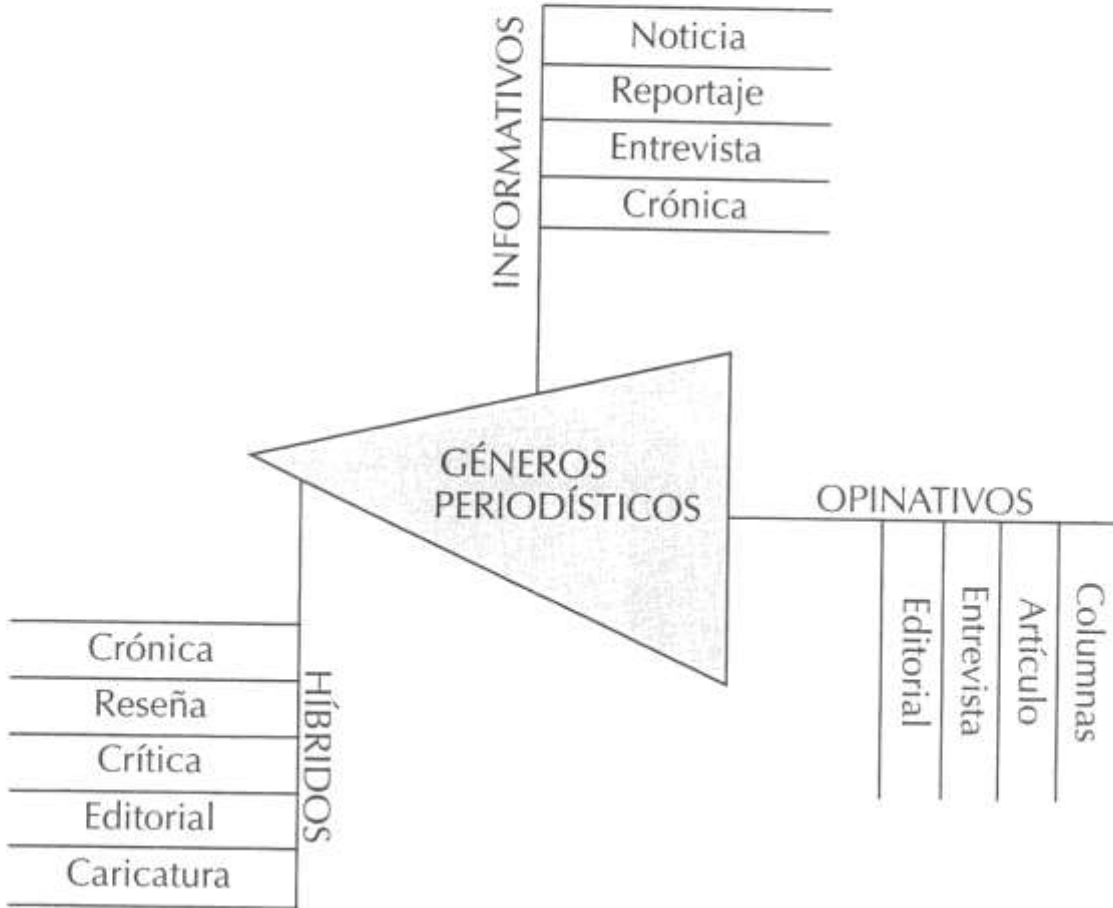 INFORMATIVOS
Noticia
Reportaje
Entrevista
Crónica
GÉNEROS
PERIODÍSTICOS
OPINATIVOS
Editorial
Entrevista
Artículo
Columnas
HÍBRIDOS
Crónica
Reseña
Crítica
Editorial
Caricatura